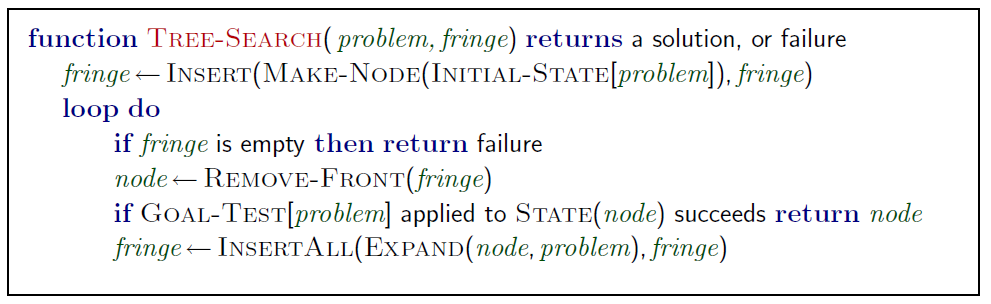 function TREE-SEARCH( problem, fringe) returns a solution, or failure
fringe ← INSERT(MAKE-NODE(INITIAL-STATE[problem]), fringe)
loop do
if fringe is empty then return failure
node ← REMOVE-FRONT(fringe)
if GOAL-TEST[problem] applied to STATE(node) succeeds return node
fringe ← INSERTALL(EXPAND(node, problem), fringe)